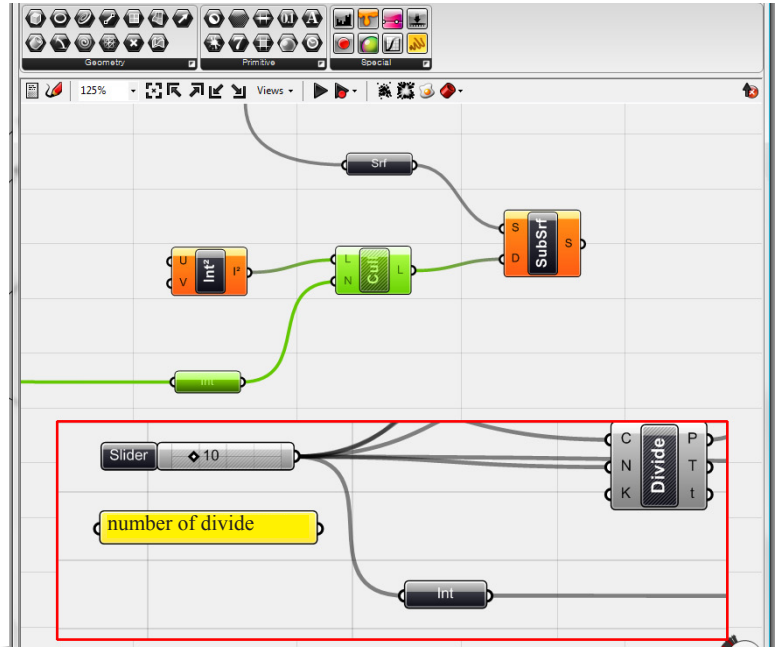 Geometry
Primitive
Special
125%
Views
Srf
S
D
SubSrf
S
U
V
Int²
I²
L
N
Cull
L
Int
Slider
10
C
N
K
Divide
P
T
t
number of divide
Int